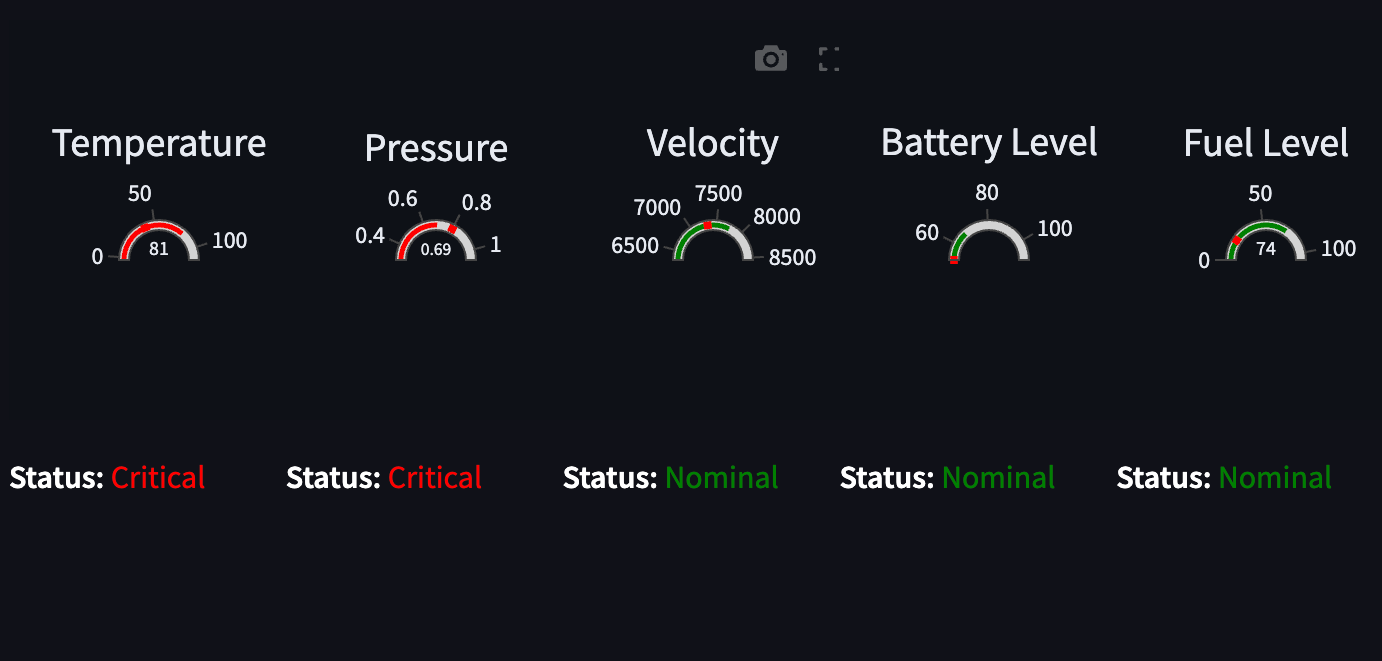 Temperature
Pressure
Velocity
Battery Level
Fuel Level
0
50
100
81
0.4
0.6
0.8
1
0.69
6500
7000
7500
8000
8500
60
80
100
0
50
100
74
Status: Critical
Status: Critical
Status: Nominal
Status: Nominal
Status: Nominal